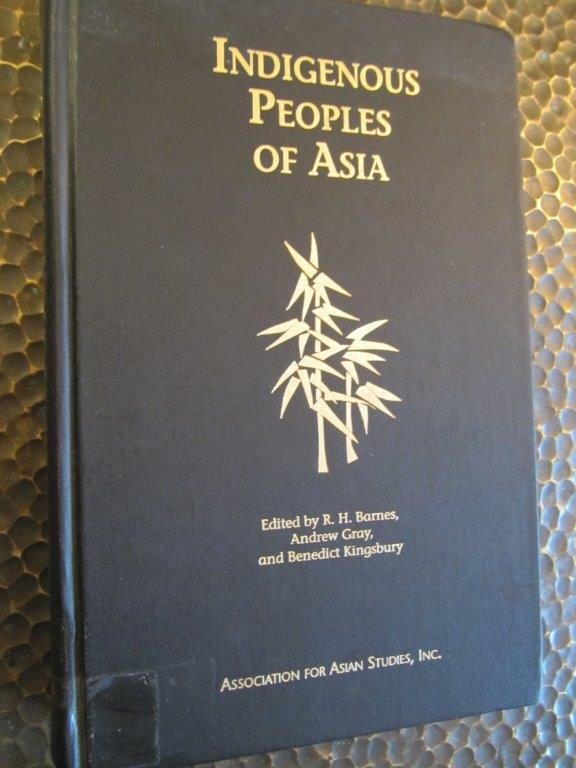 INDIGENOUS
PEOPLES
OF ASIA
Edited by R. H. Barnes,
Andrew Gray,
and Benedict Kingsbury
ASSOCIATION FOR ASIAN STUDIES, INC.